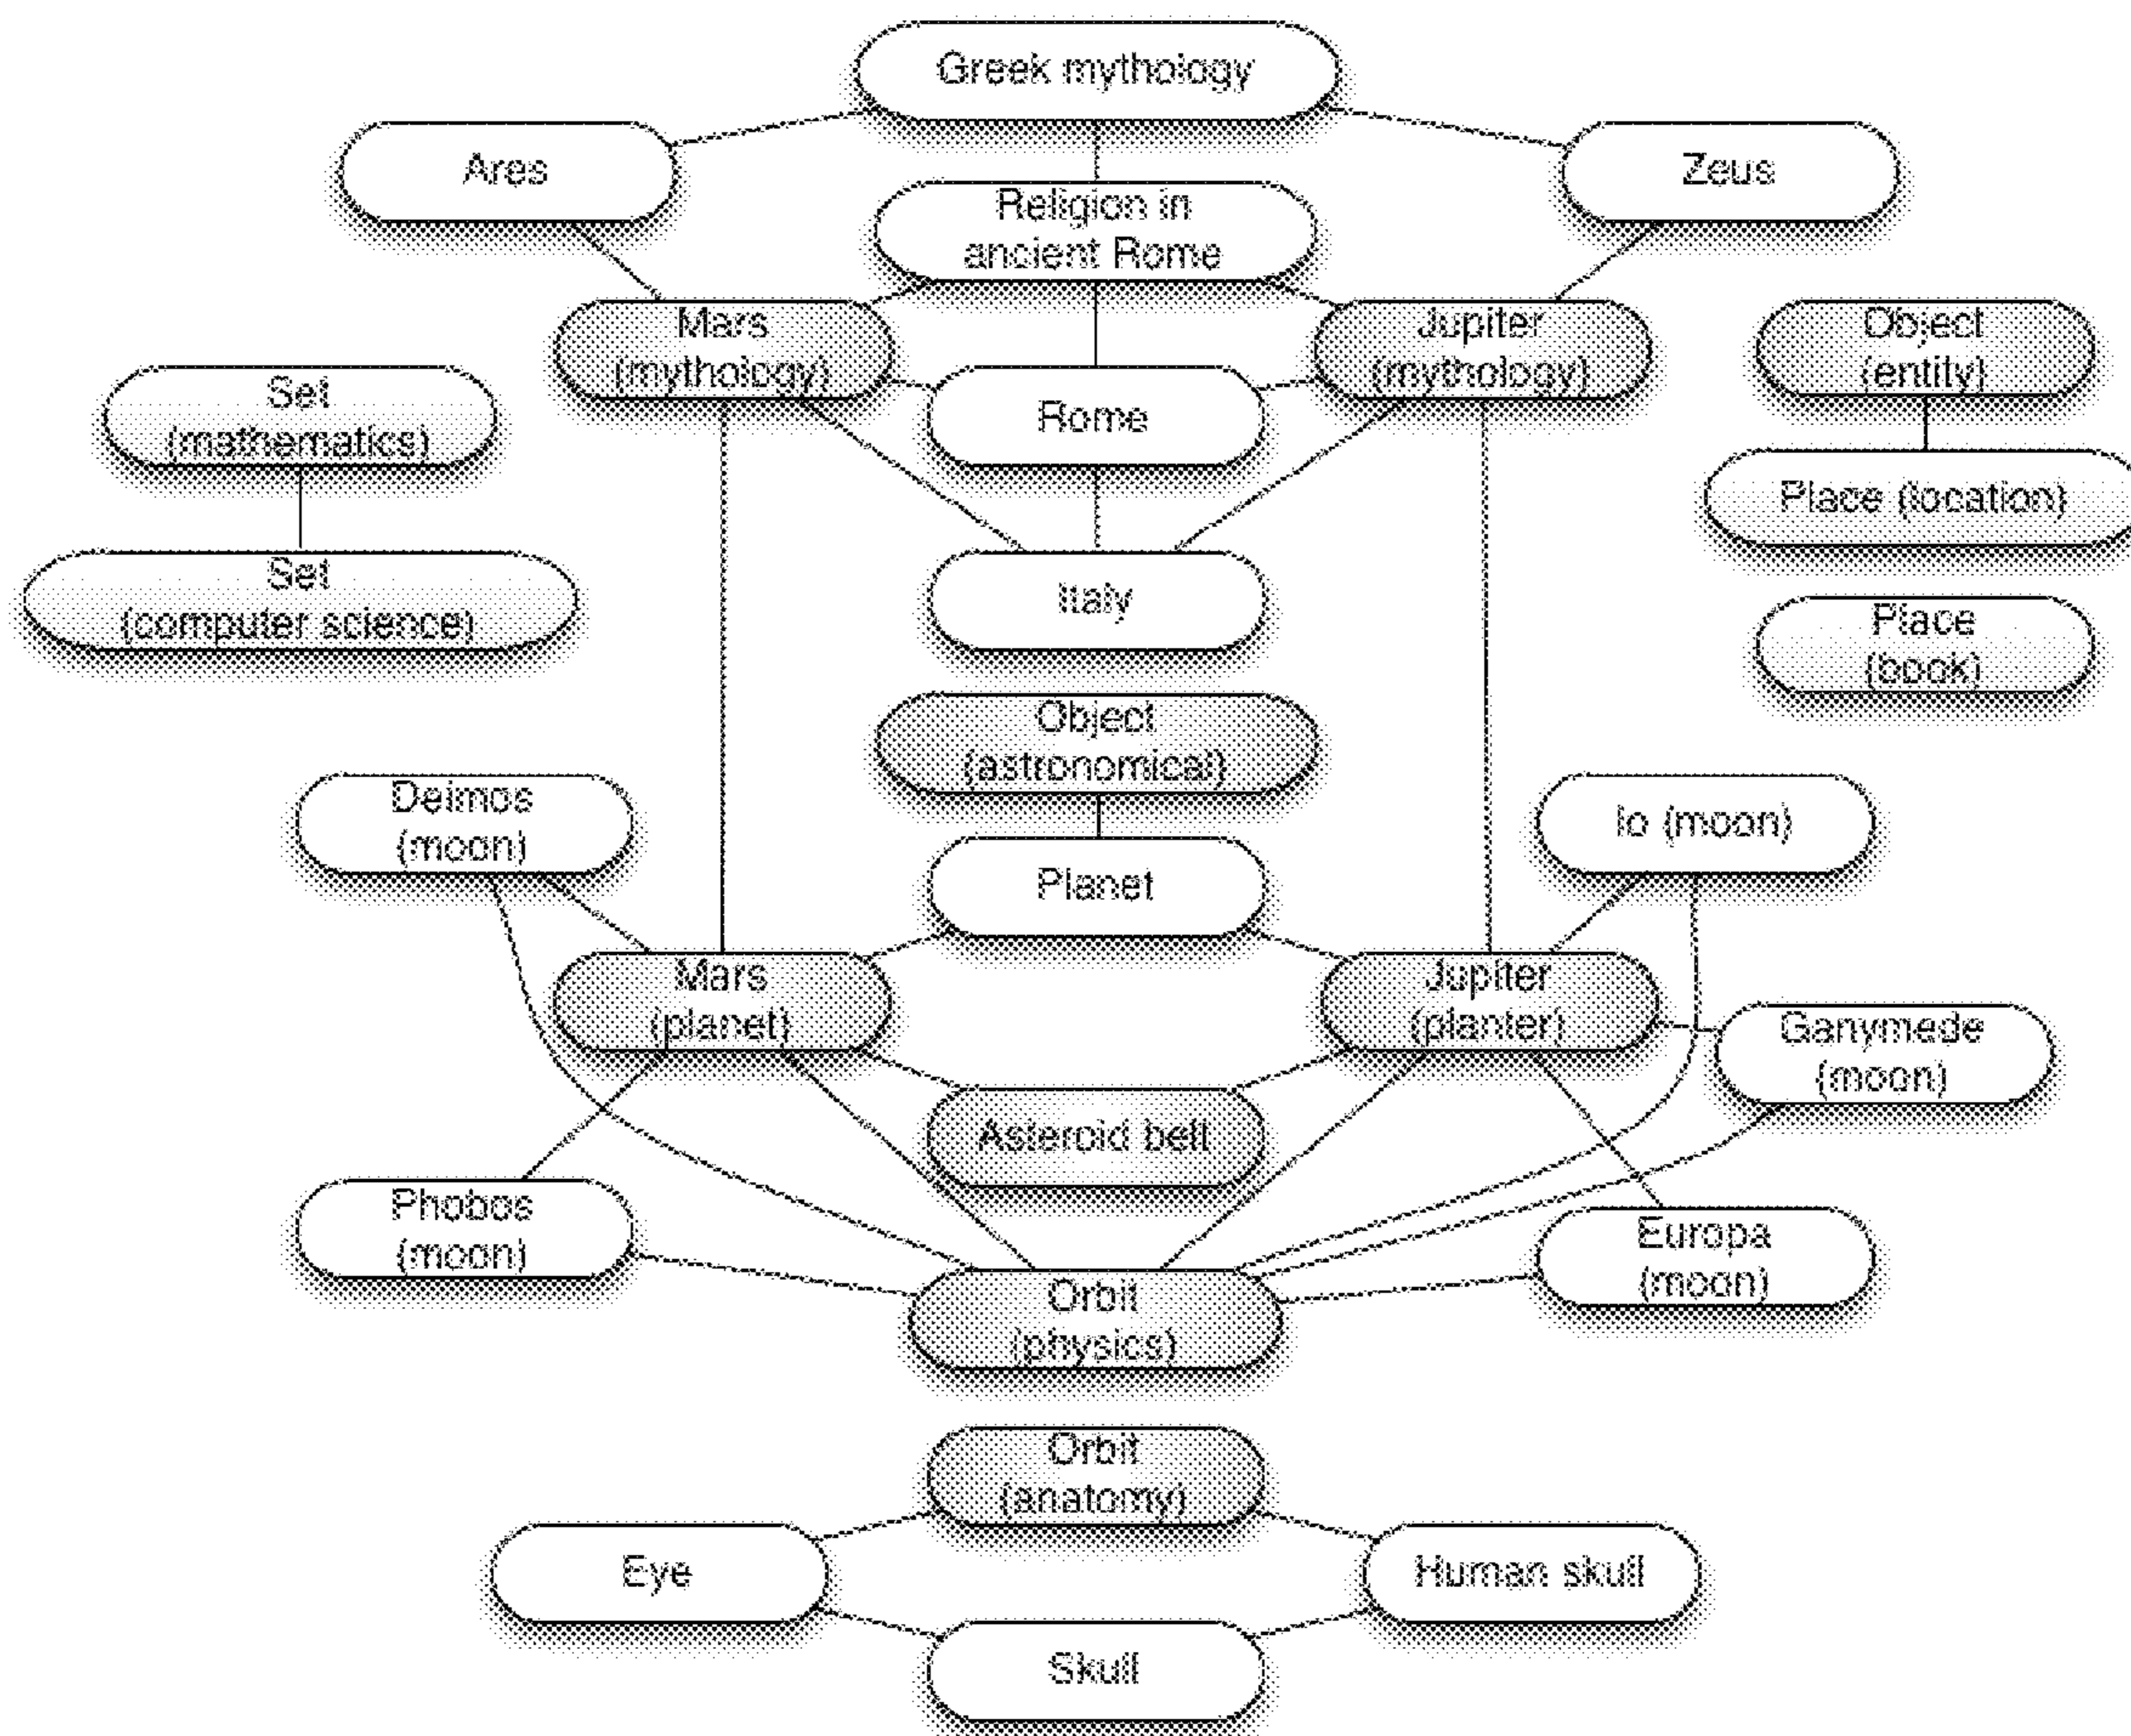 Greek mythology
Ares
Zeus
Religion in
ancient Rome
Mars
(mythology)
Jupiter
(mythology)
Object
(entity)
Set
(mathematics)
Rome
Place (location)
Set
(computer science)
Italy
Place
(book)
Object
(astronomical)
Deimos
(moon)
Io (moon)
Planet
Mars
(planet)
Jupiter
(planter)
Ganymede
(moon)
Asteroid belt
Phobos
(moon)
Europa
(moon)
Orbit
(physics)
Orbit
(anatomy)
Eye
Human skull
Skull